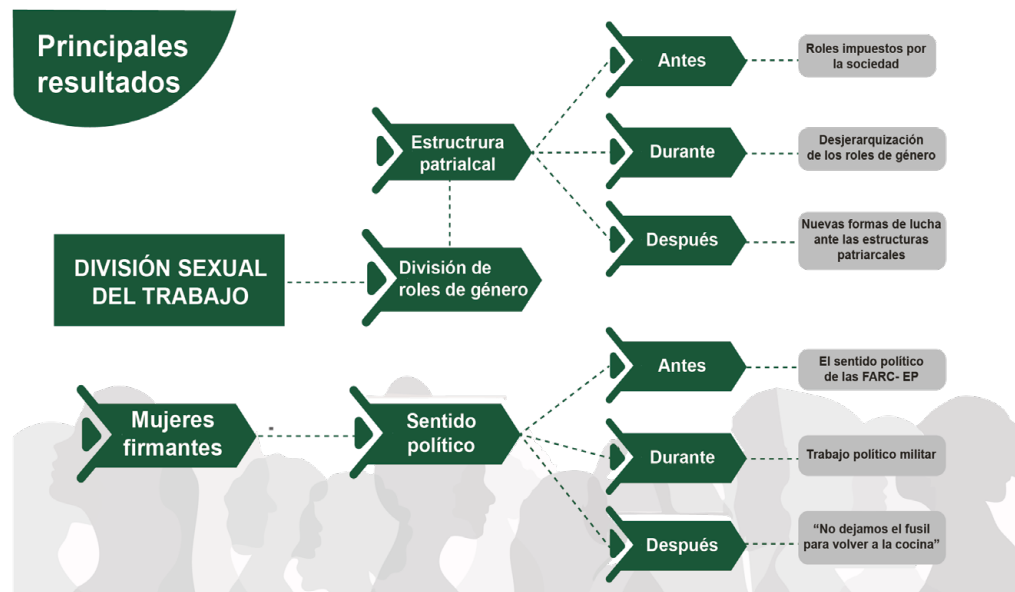 Principales
resultados
Estructrura
patrialcal
Antes
Roles impuestos por
la sociedad
Durante
Desjerarquización
de los roles de género
Después
Nuevas formas de lucha
ante las estructuras
patriarcales
DIVISIÓN SEXUAL
DEL TRABAJO
División de
roles de género
Mujeres
firmantes
Sentido
político
Antes
El sentido político
de las FARC- EP
Durante
Trabajo político militar
Después
“No dejamos el fusil
para volver a la cocina”